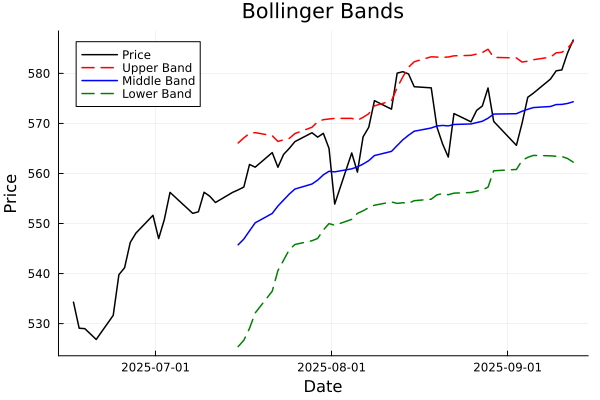 Bollinger Bands
Price
Upper Band
Middle Band
Lower Band
580
570
560
550
540
530
Price
2025-07-01 2025-08-01 2025-09-01
Date